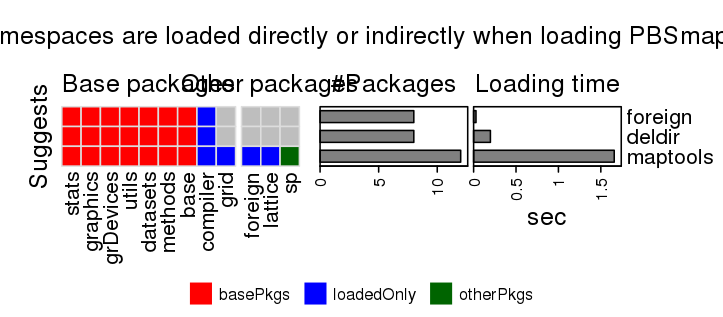 mespaces are loaded directly or indirectly when loading PBSmap
Base packages Other packages #Packages Loading time
Suggests
foreign
deldir
maptools
stats graphics grDevices utils datasets methods base compiler grid foreign lattice sp
0 5 10 0 0.5 1 1.5
sec
basePkgs loadedOnly otherPkgs